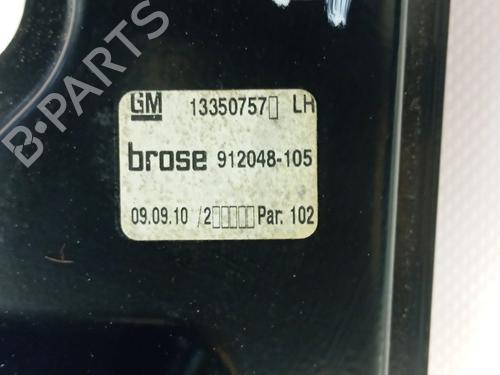 B-PARTS
GM 13350757▯ LH
brose 912048-105
09.09.10 /2▯▯▯▯▯ Par. 102